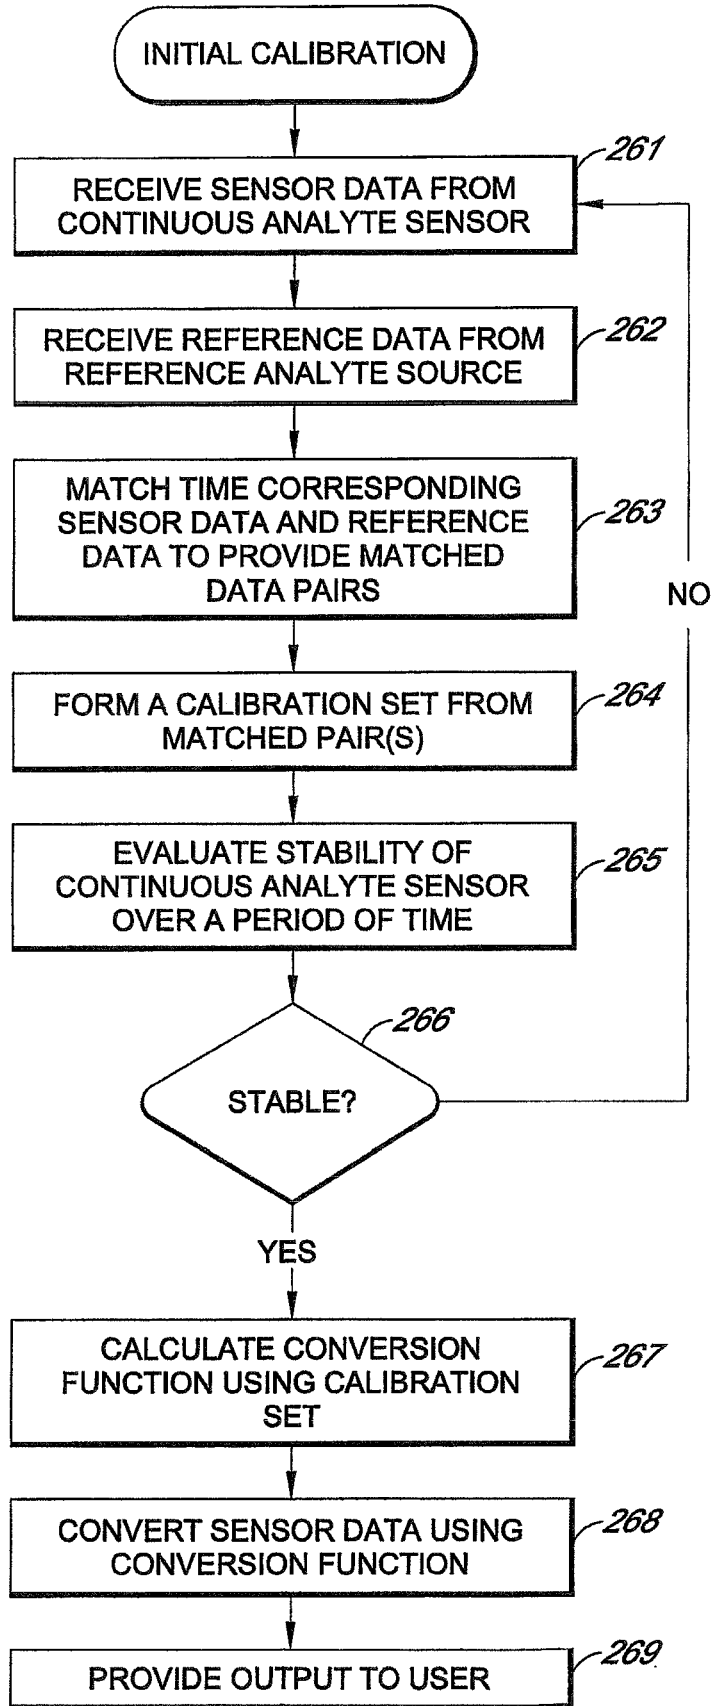 INITIAL CALIBRATION
261
RECEIVE SENSOR DATA FROM
CONTINUOUS ANALYTE SENSOR
262
RECEIVE REFERENCE DATA FROM
REFERENCE ANALYTE SOURCE
263
MATCH TIME CORRESPONDING
SENSOR DATA AND REFERENCE
DATA TO PROVIDE MATCHED
DATA PAIRS
NO
264
FORM A CALIBRATION SET FROM
MATCHED PAIR(S)
265
EVALUATE STABILITY OF
CONTINUOUS ANALYTE SENSOR
OVER A PERIOD OF TIME
266
STABLE?
YES
267
CALCULATE CONVERSION
FUNCTION USING CALIBRATION
SET
268
CONVERT SENSOR DATA USING
CONVERSION FUNCTION
269
PROVIDE OUTPUT TO USER